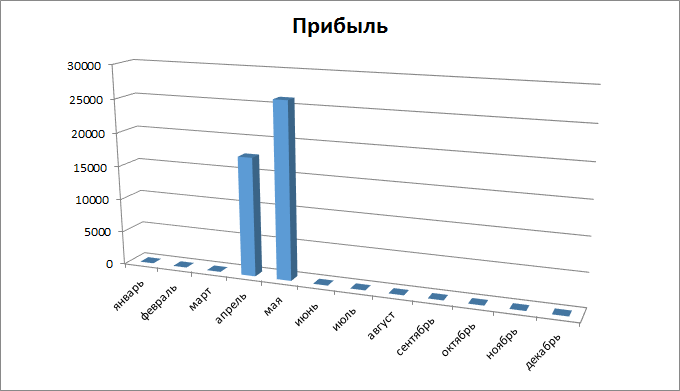 Прибыль
30000
25000
20000
15000
10000
5000
0
январь
февраль
март
апрель
мая
июнь
июль
август
сентябрь
октябрь
ноябрь
декабрь